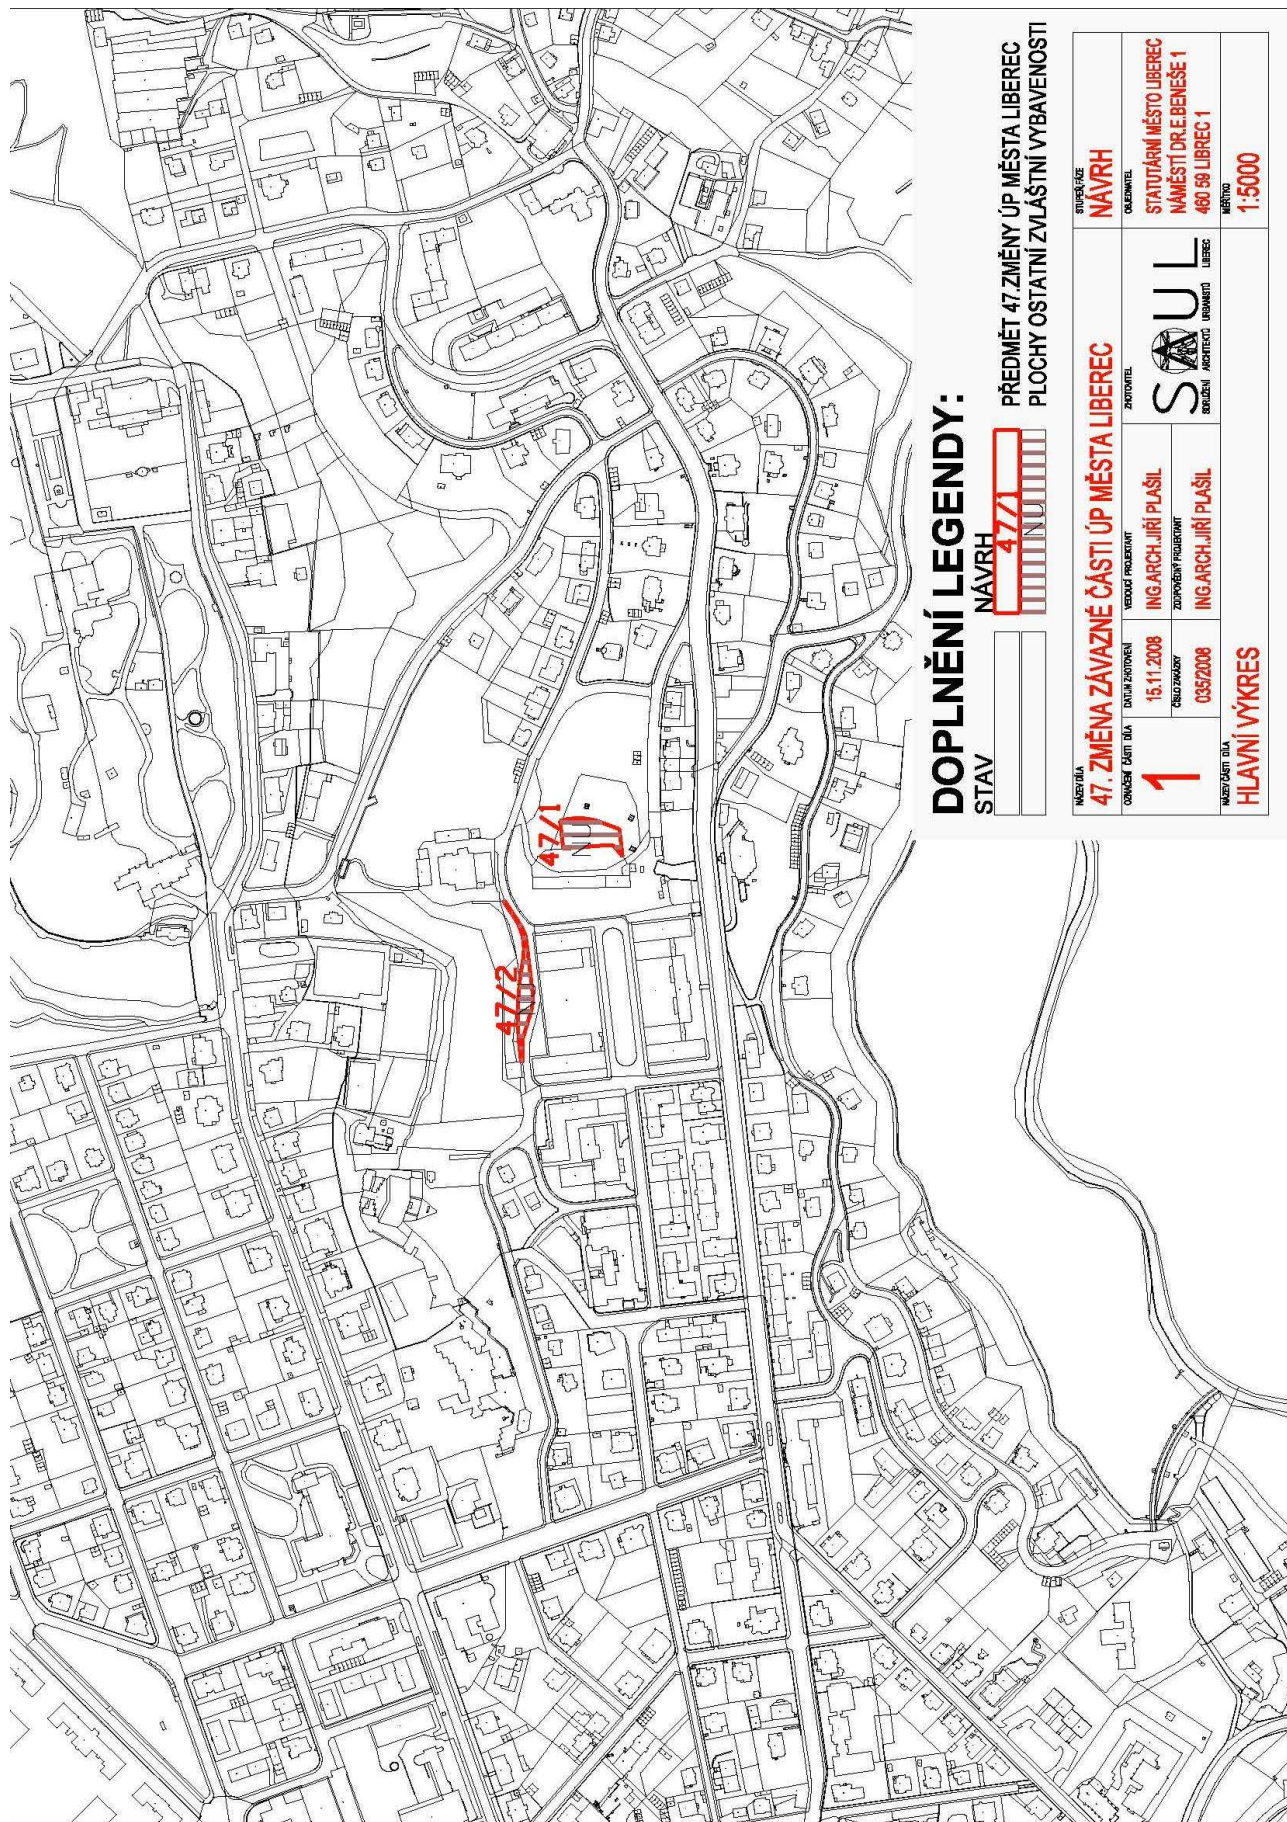 47/2
NU
47/1
NU
DOPLNĚNÍ LEGENDY:
STAV
NÁVRH
47/1
PŘEDMĚT 47.ZMĚNY ÚP MĚSTA LIBEREC
NU
PLOCHY OSTATNÍ ZVLÁŠTNÍ VYBAVENOSTI
NÁZEV DÍLA
47. ZMĚNA ZÁVAZNÉ ČÁSTI ÚP MĚSTA LIBEREC
STUPEŇ/FÁZE
NÁVRH
OZNAČENÍ ČÁSTI DÍLA
1
DATUM ZHOTOVENÍ
15.11.2008
ČÍSLO ZAKÁZKY
035/2008
VEDOUCÍ PROJEKTANT
ING.ARCH.JIŘÍ PLAŠIL
ZODPOVĚDNÝ PROJEKTANT
ING.ARCH.JIŘÍ PLAŠIL
ZHOTOVITEL
SAUL
SDRUŽENÍ ARCHITEKTŮ URBANISTŮ LIBEREC
OBJEDNATEL
STATUTÁRNÍ MĚSTO LIBEREC
NÁMĚSTÍ DR.E.BENEŠE 1
460 59 LIBREC 1
NÁZEV ČÁSTI DÍLA
HLAVNÍ VÝKRES
MĚŘÍTKO
1:5000